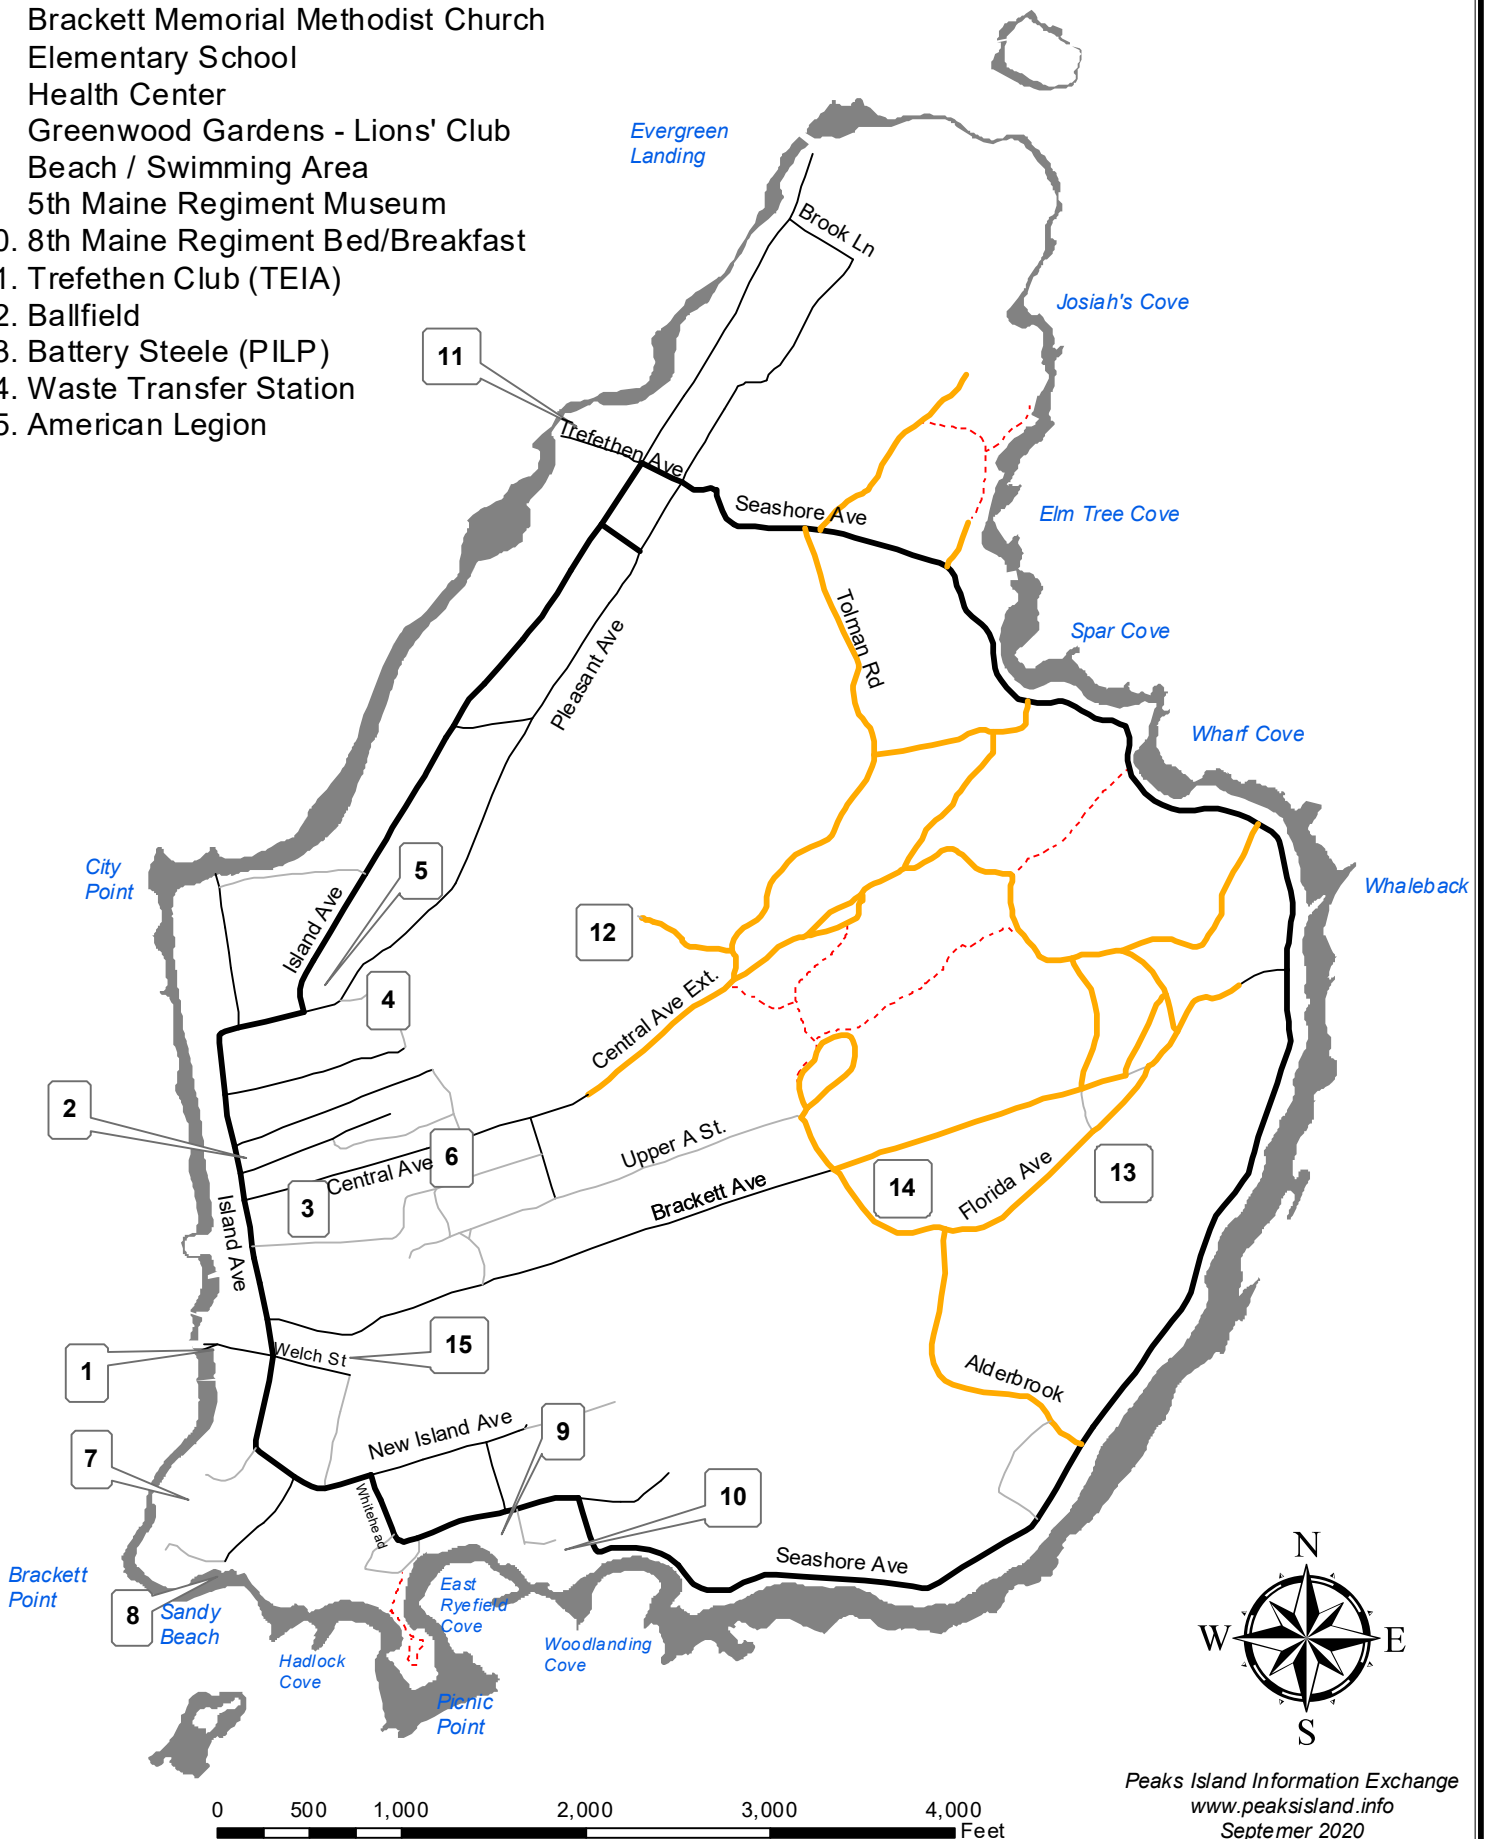 Brackett Memorial Methodist Church
Elementary School
Health Center
Greenwood Gardens - Lions' Club
Beach / Swimming Area
5th Maine Regiment Museum
0. 8th Maine Regiment Bed/Breakfast
1. Trefethen Club (TEIA)
2. Ballfield
3. Battery Steele (PILP)
4. Waste Transfer Station
5. American Legion
Evergreen
Landing
Brook Ln
Josiah's Cove
11
Trefethen Ave
Seashore Ave
Elm Tree Cove
Tolman Rd
Spar Cove
Pleasant Ave
Wharf Cove
City
Point
5
Whaleback
Island Ave
12
4
Central Ave Ext.
2
6
Upper A St.
Central Ave
3
Brackett Ave
14
13
Florida Ave
Island Ave
1
Welch St
15
Alderbrook
7
New Island Ave
9
10
Whitehead
Seashore Ave
Brackett
Point
8
Sandy
Beach
East
Ryefield
Cove
Hadlock
Cove
Woodlanding
Cove
Picnic
Point
N
W
E
S
Peaks Island Information Exchange
www.peaksisland.info
Septemer 2020
0 500 1,000 2,000 3,000 4,000
Feet